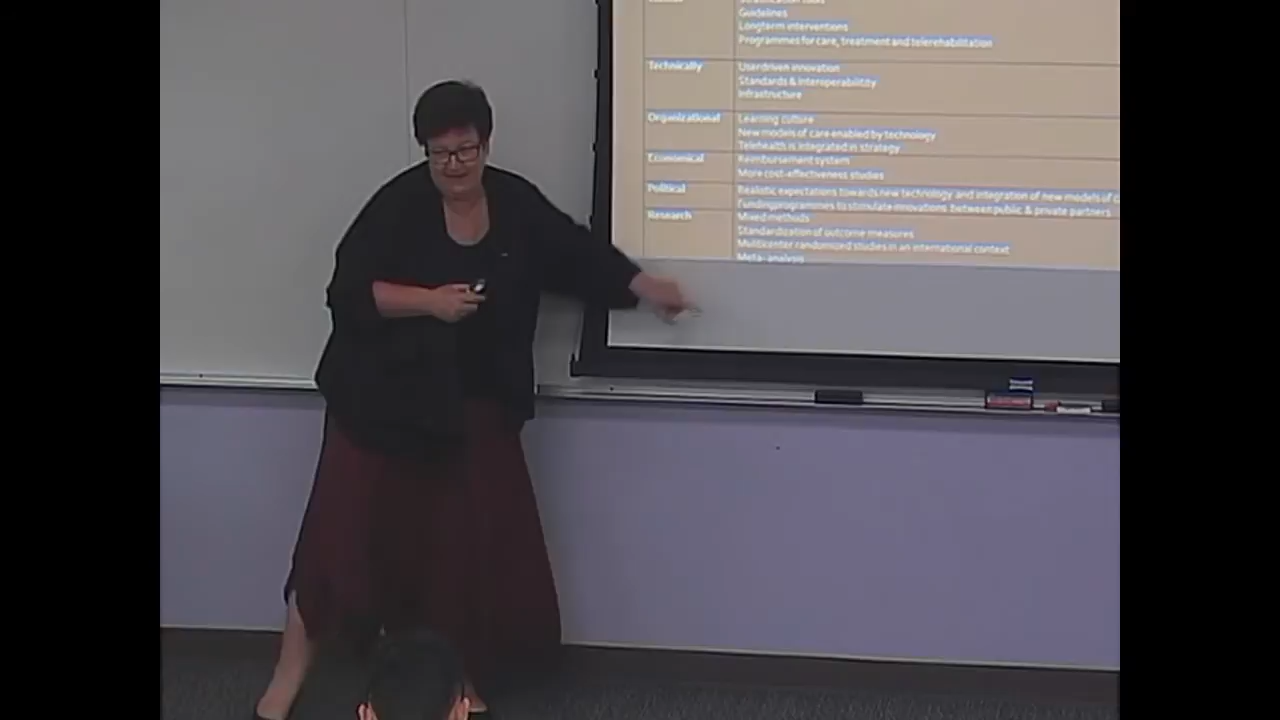 Stratification tools
Guidelines
Longterm interventions
Programmes for care, treatment and telerehabilitation
Technically
Userdriven innovation
Standards & Interoperabilitity
Infrastructure
Organizational
Learning culture
New models of care enabled by technology
Telehealth is integrated in strategy
Economical
Reimbursement system
More cost-effectiveness studies
Political
Realistic expectations towards new technology and integration of new models of
Fundingprogrammes to stimulate innovations between public & private partners
Research
Mixed methods
Standardization of outcome measures
Multicenter randomized studies in an international context
Meta-analysis